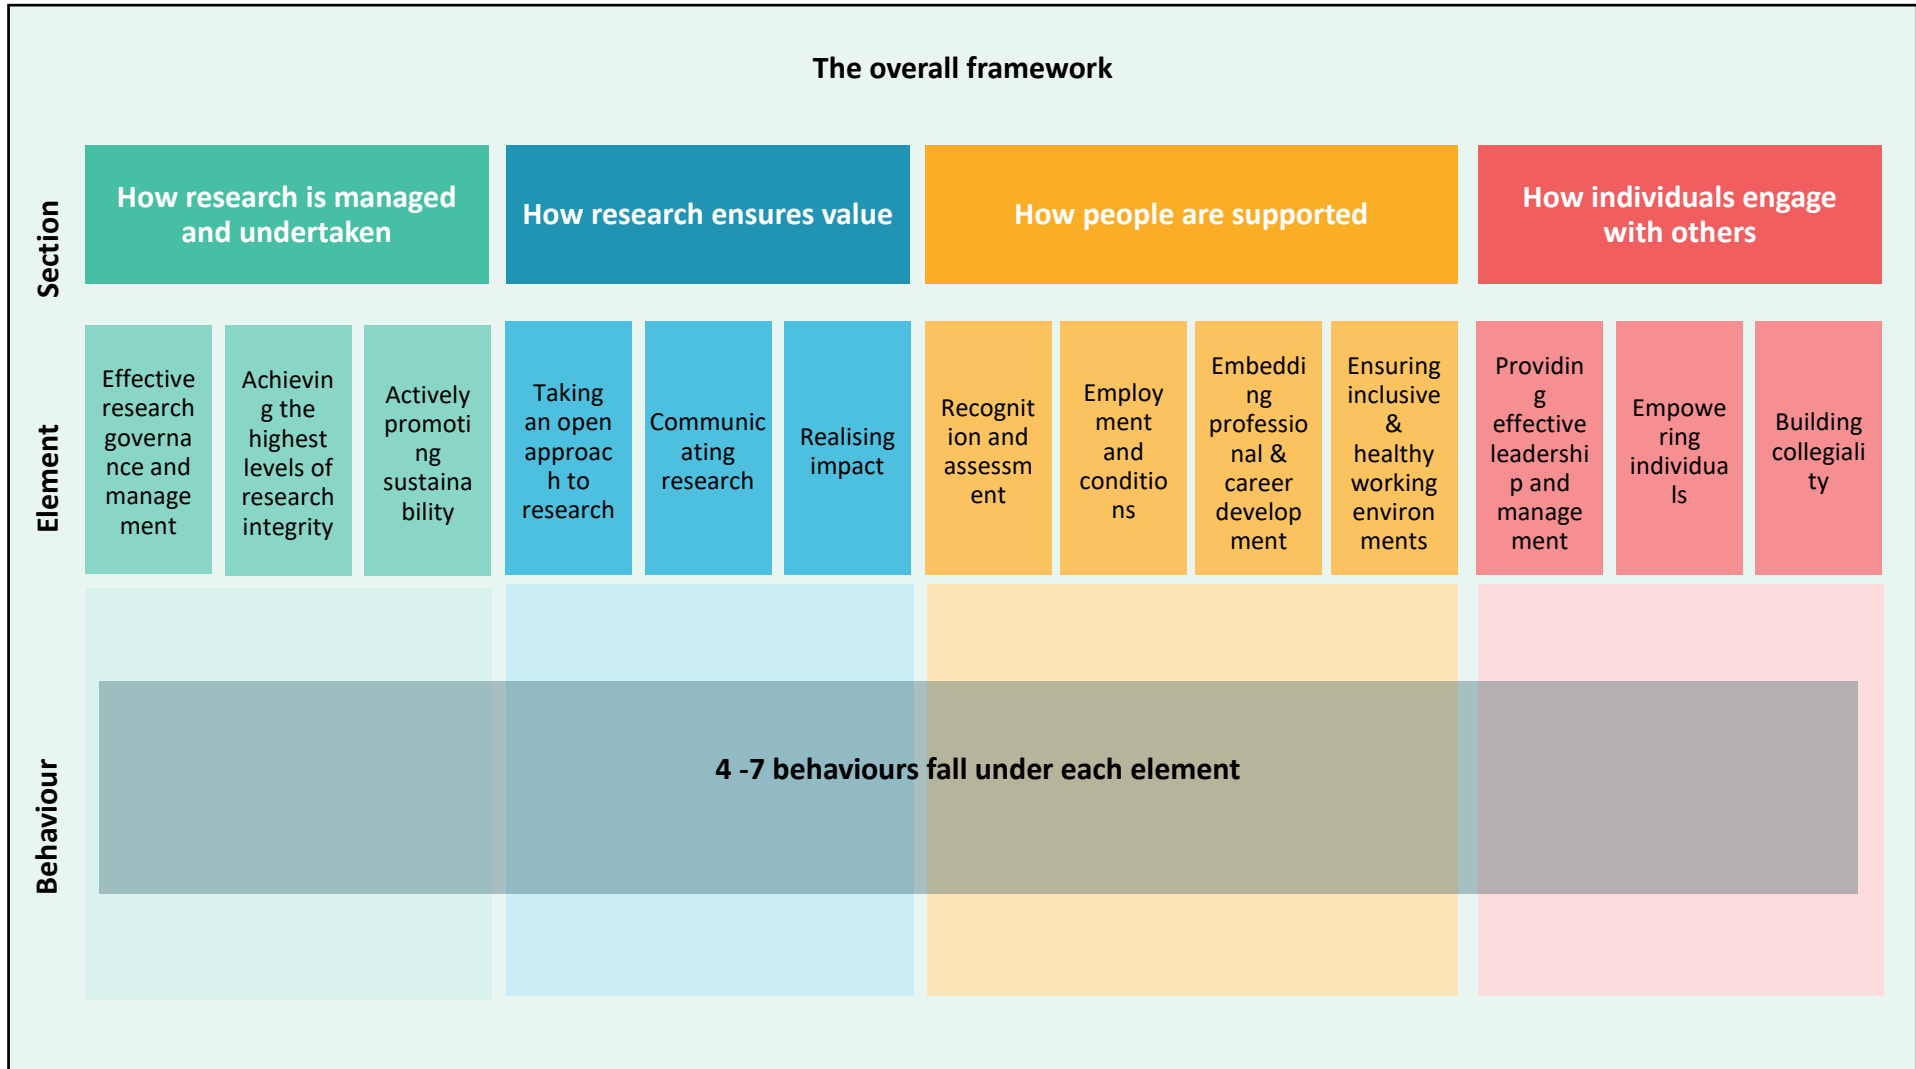 The overall framework
Section
How research is managed
and undertaken
How research ensures value
How people are supported
How individuals engage
with others
Element
Effective
research
governa
nce and
manage
ment
Achievin
g the
highest
levels of
research
integrity
Actively
promoti
ng
sustaina
bility
Taking
an open
approac
h to
research
Communic
ating
research
Realising
impact
Recognit
ion and
assessm
ent
Employ
ment
and
conditio
ns
Embeddi
ng
professio
nal &
career
develop
ment
Ensuring
inclusive
&
healthy
working
environ
ments
Providin
g
effective
leadershi
p and
manage
ment
Empowe
ring
individua
ls
Building
collegiali
ty
Behaviour
4 -7 behaviours fall under each element